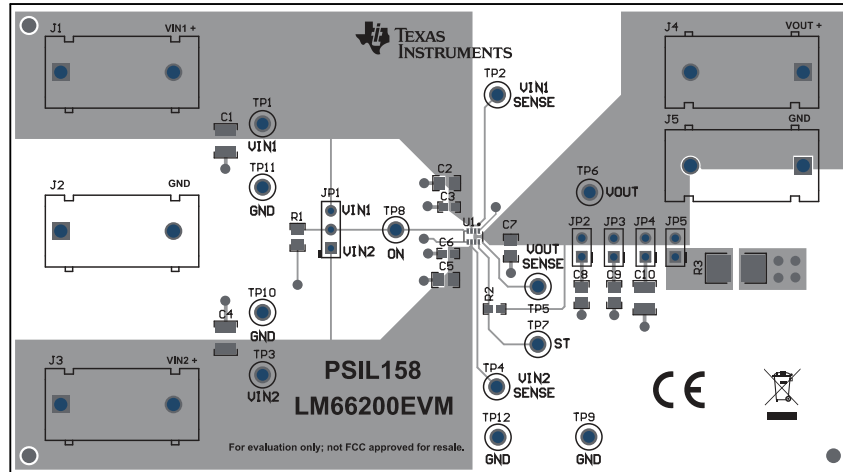 J1
VIN1 +
TEXAS
INSTRUMENTS
J4
VOUT +
TP2
VIN1
SENSE
TP1
C1
VIN1
J5
GND
TP11
GND
C2
C3
TP6
VOUT
J2
GND
R1
JP1
VIN1
VIN2
TP8
ON
U1
C7
C6
C5
VOUT
SENSE
TP5
JP2
JP3
JP4
JP5
C8
C9
C10
R3
R2
TP10
GND
C4
TP7
ST
TP3
VIN2
J3
VIN2 +
PSIL158
LM66200EVM
TP4
VIN2
SENSE
CE
TP12
GND
TP9
GND
For evaluation only; not FCC approved for resale.